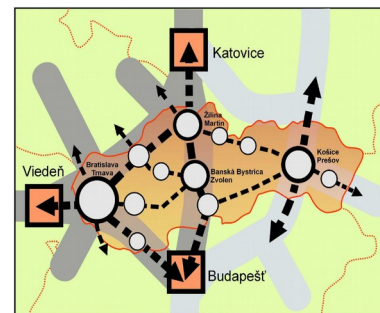 Katovice
Žilina
Martin
Košice
Prešov
Bratislava
Trnava
Viedeň
Banská Bystrica
Zvolen
Budapešť